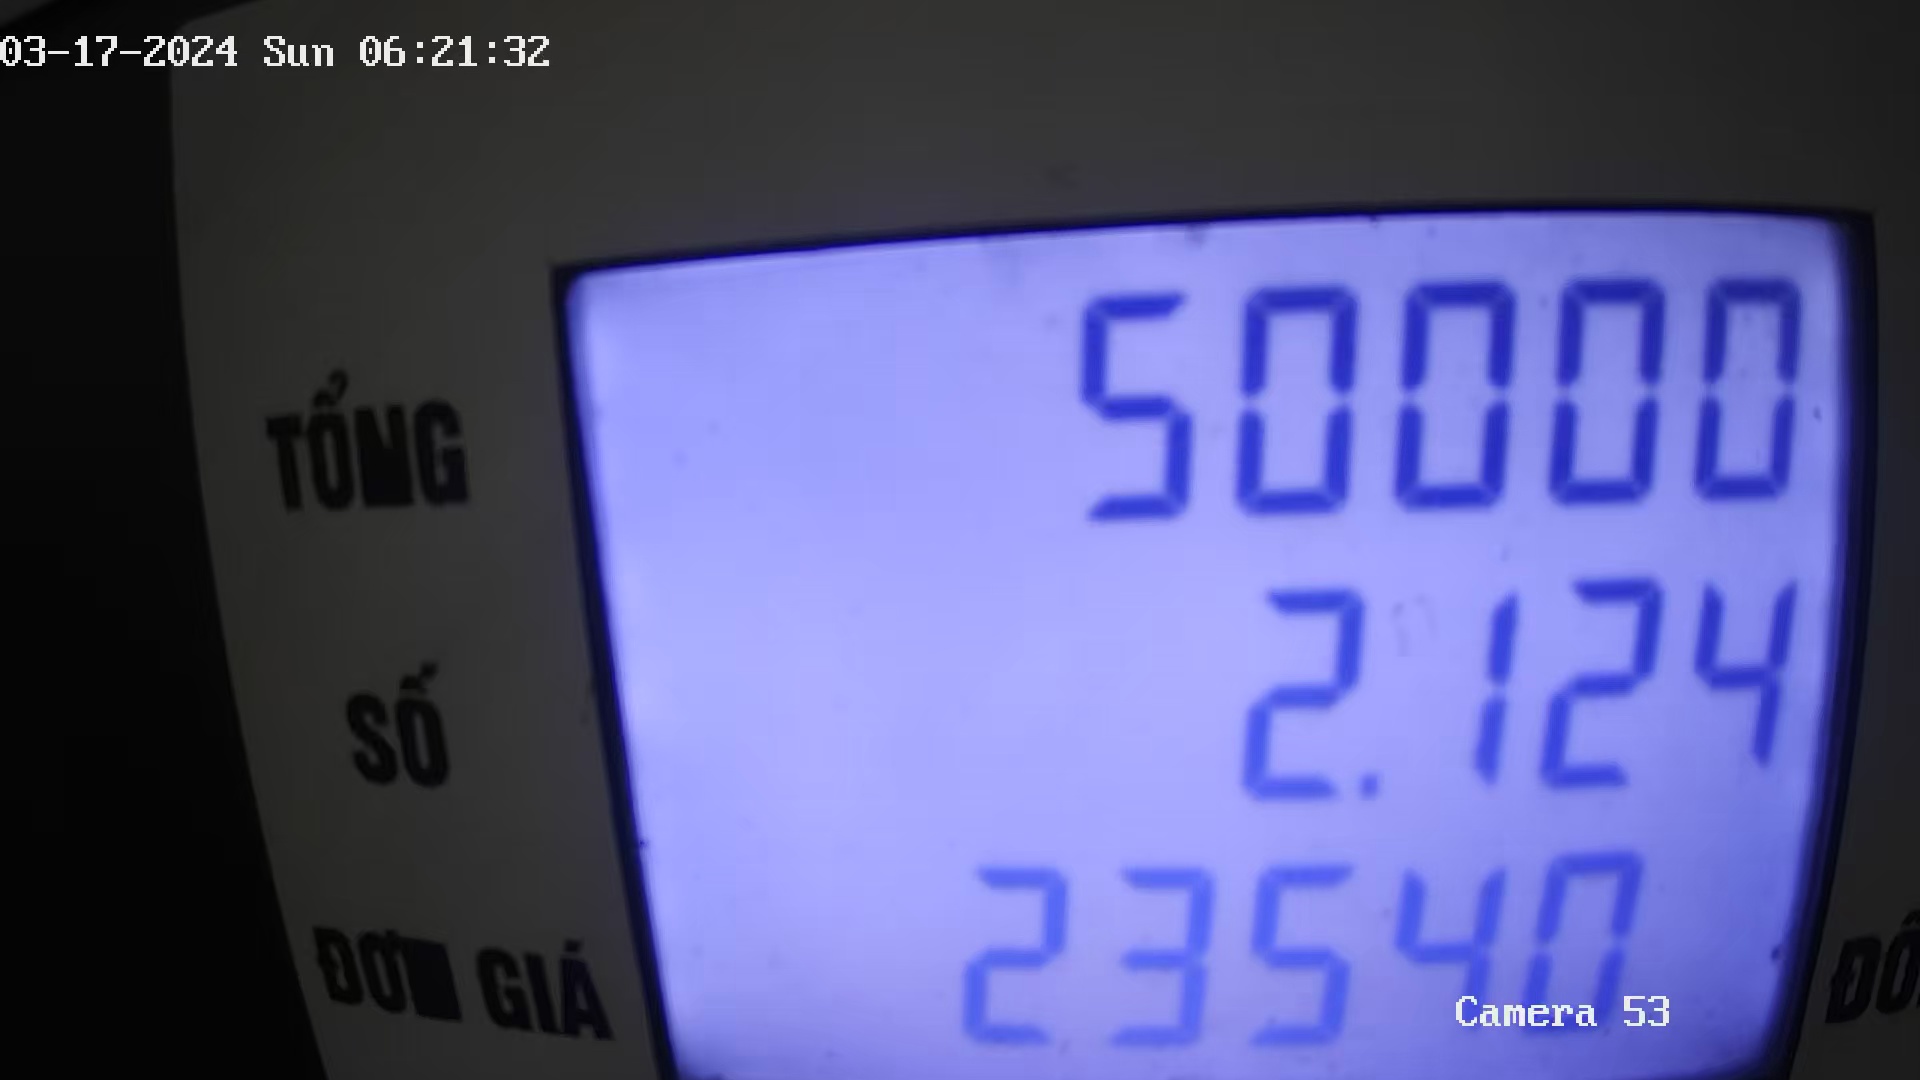 03-17-2024 Sun 06:21:32
TỔNG 50000
SỐ 2.124
ĐƠN GIÁ 23540
Camera 53